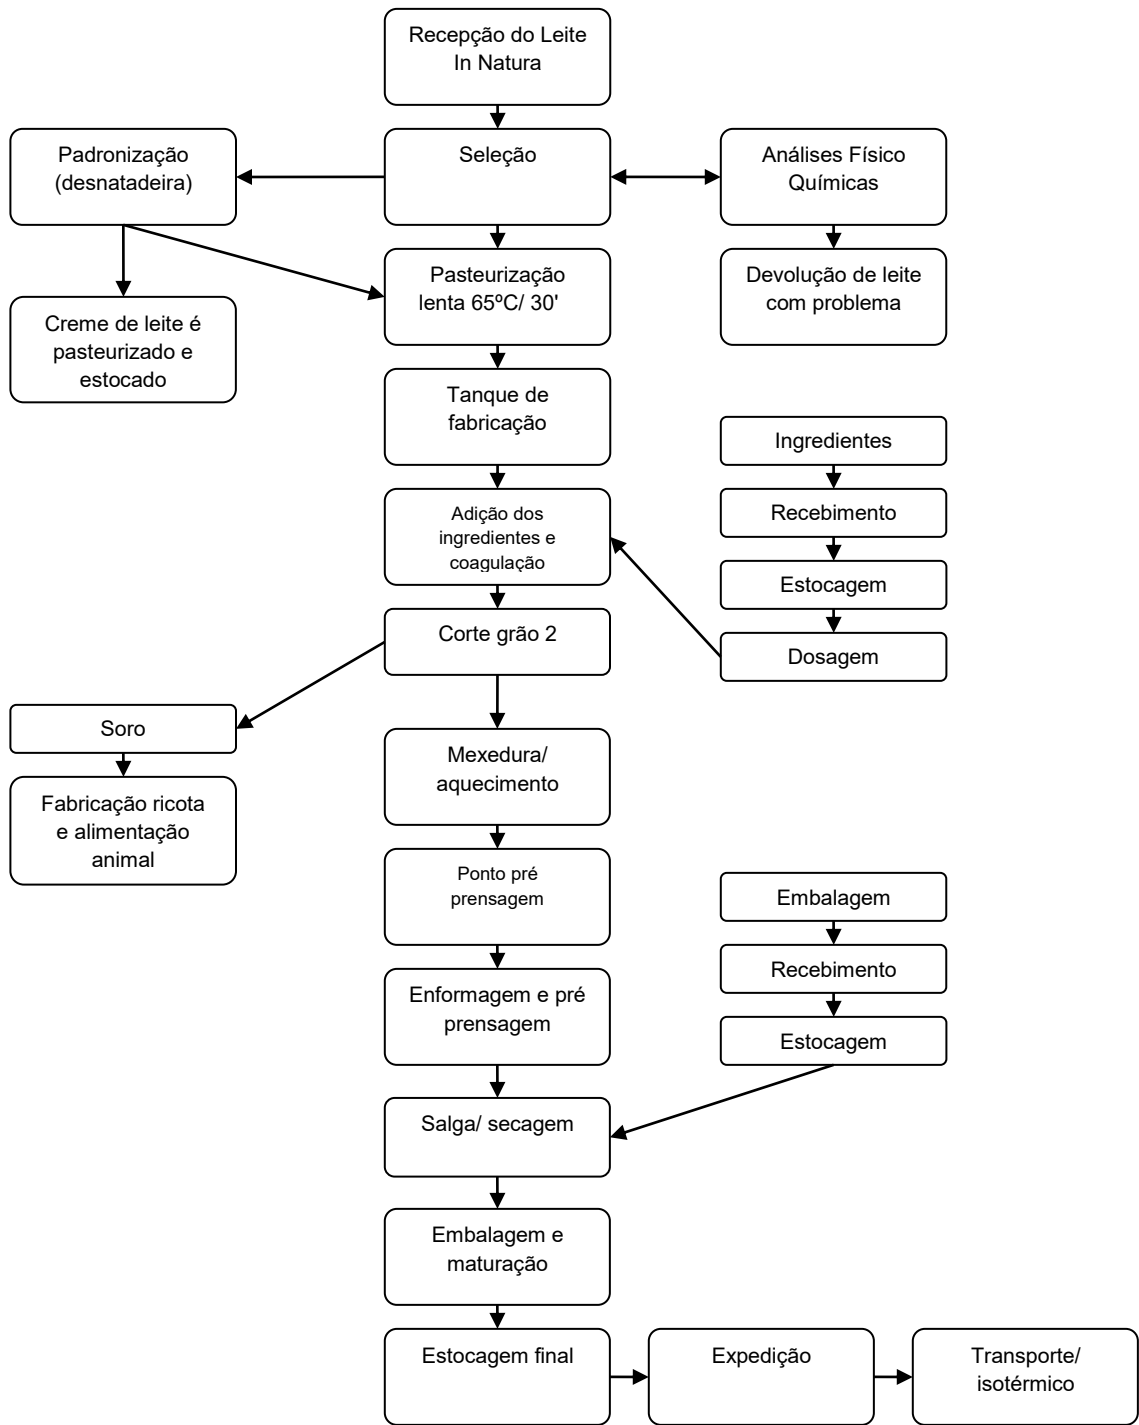 Recepção do Leite
In Natura
Padronização
(desnatadeira)
Seleção
Análises Físico
Químicas
Pasteurização
lenta 65ºC/ 30'
Devolução de leite
com problema
Creme de leite é
pasteurizado e
estocado
Tanque de
fabricação
Ingredientes
Recebimento
Estocagem
Dosagem
Adição dos
ingredientes e
coagulação
Corte grão 2
Soro
Fabricação ricota
e alimentação
animal
Mexedura/
aquecimento
Ponto pré
prensagem
Embalagem
Recebimento
Estocagem
Enformagem e pré
prensagem
Salga/ secagem
Embalagem e
maturação
Estocagem final
Expedição
Transporte/
isotérmico